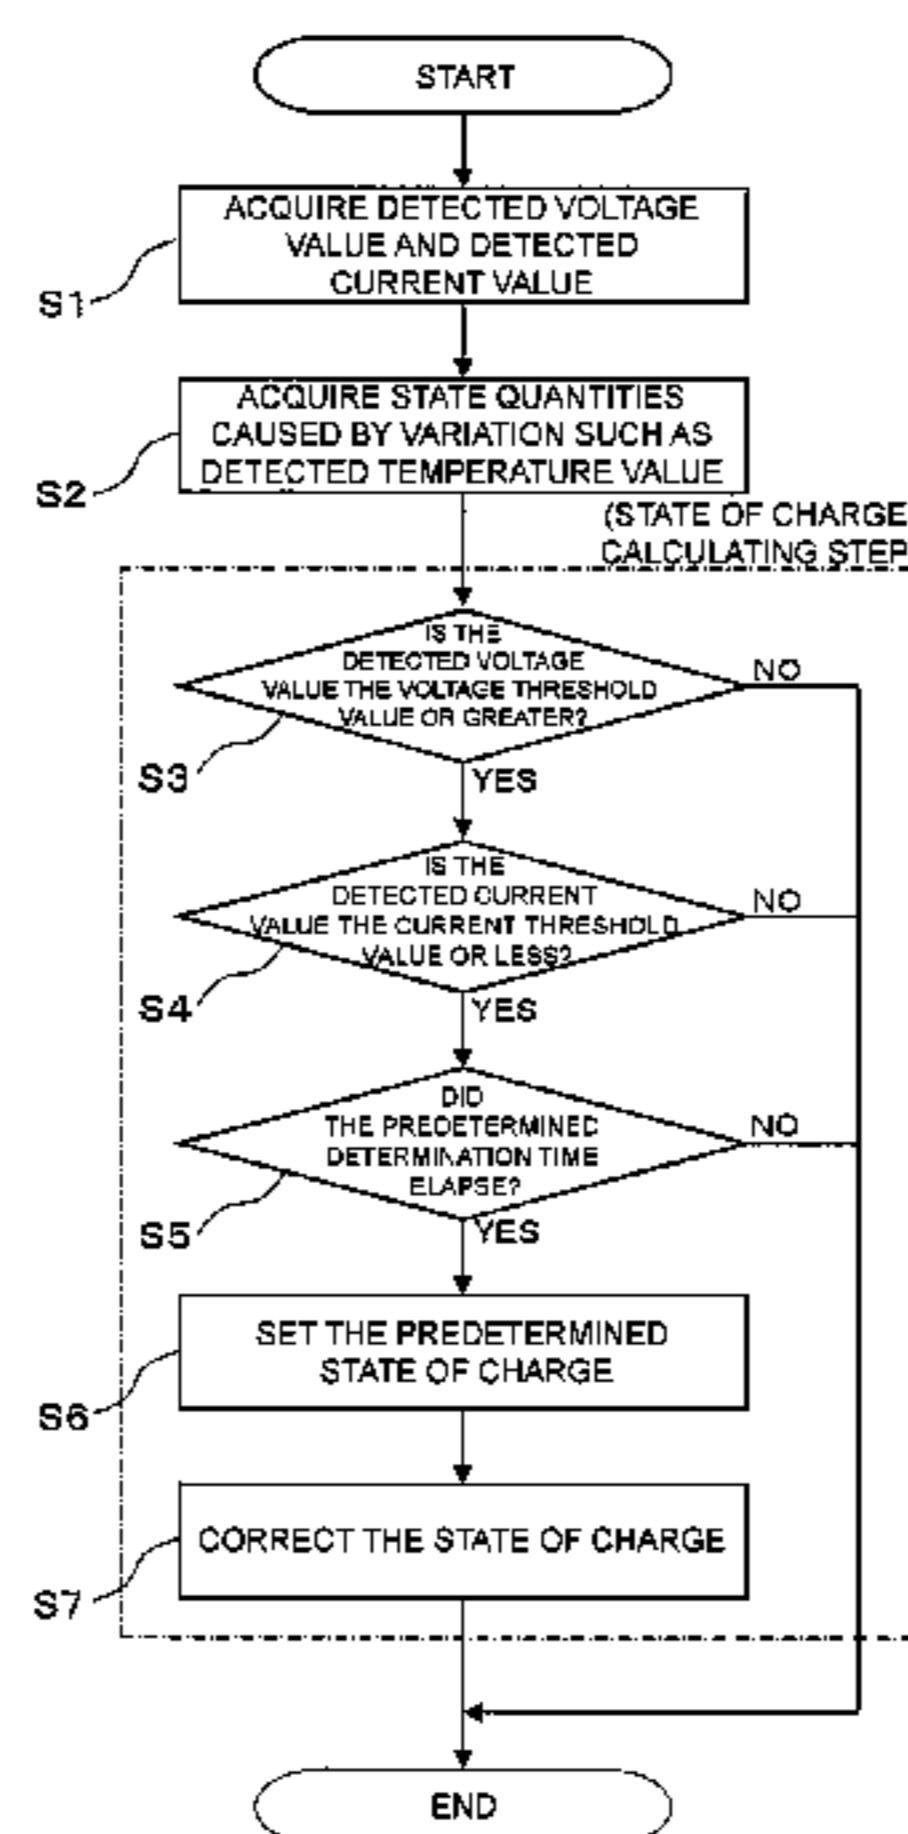 START
ACQUIRE DETECTED VOLTAGE
VALUE AND DETECTED
CURRENT VALUE
S1
ACQUIRE STATE QUANTITIES
CAUSED BY VARIATION SUCH AS
DETECTED TEMPERATURE VALUE
S2
(STATE OF CHARGE
CALCULATING STEP
IS THE
DETECTED VOLTAGE
VALUE THE VOLTAGE THRESHOLD
VALUE OR GREATER?
NO
S3
YES
IS THE
DETECTED CURRENT
VALUE THE CURRENT THRESHOLD
VALUE OR LESS?
NO
S4
YES
DID
THE PREDETERMINED
DETERMINATION TIME
ELAPSE?
NO
S5
YES
SET THE PREDETERMINED
STATE OF CHARGE
S6
CORRECT THE STATE OF CHARGE
S7
END